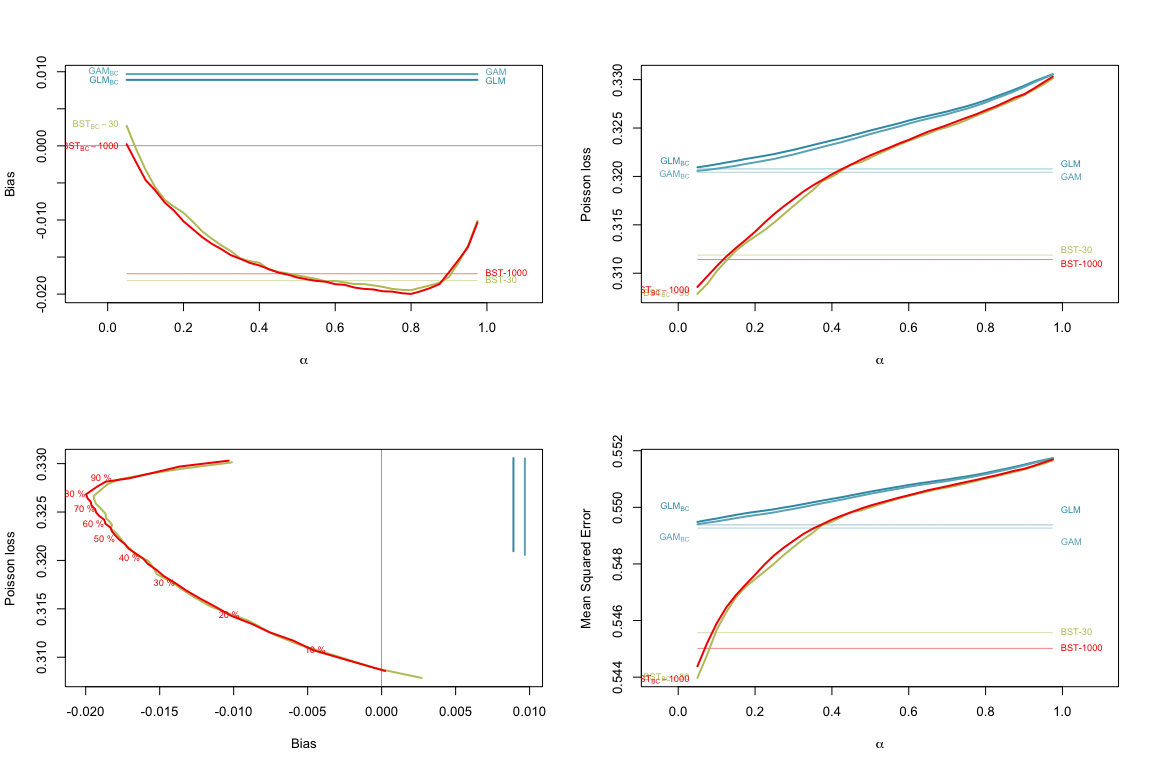 Bias
0.010
0.000
-0.010
-0.020
GAM_BC
GLM_BC
BST_BC − 30
BST_BC − 1000
GAM
GLM
BST-1000
BST-30
0.0 0.2 0.4 0.6 0.8 1.0
α
Poisson loss
0.330
0.325
0.320
0.315
0.310
GLM_BC
GAM_BC
GLM
GAM
BST-30
BST-1000
ST_BC − 1000
0.0 0.2 0.4 0.6 0.8 1.0
α
Poisson loss
0.330
0.325
0.320
0.315
0.310
90 %
80 %
70 %
60 %
50 %
40 %
30 %
20 %
10 %
-0.020 -0.015 -0.010 -0.005 0.000 0.005 0.010
Bias
Mean Squared Error
0.552
0.550
0.548
0.546
0.544
GLM_BC
GAM_BC
GLM
GAM
BST-30
BST-1000
ST_BC − 1000
0.0 0.2 0.4 0.6 0.8 1.0
α